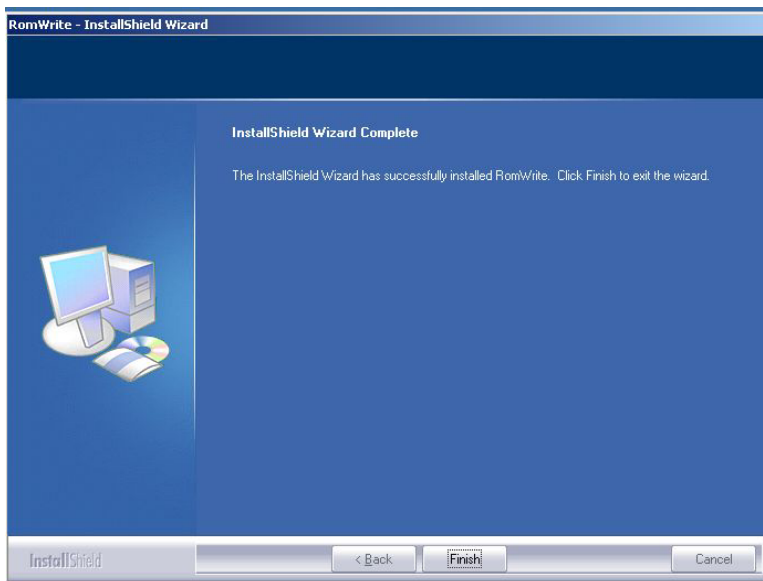 RomWrite - InstallShield Wizard
InstallShield Wizard Complete
The InstallShield Wizard has successfully installed RomWrite. Click Finish to exit the wizard.
InstallShield
< Back
Finish
Cancel